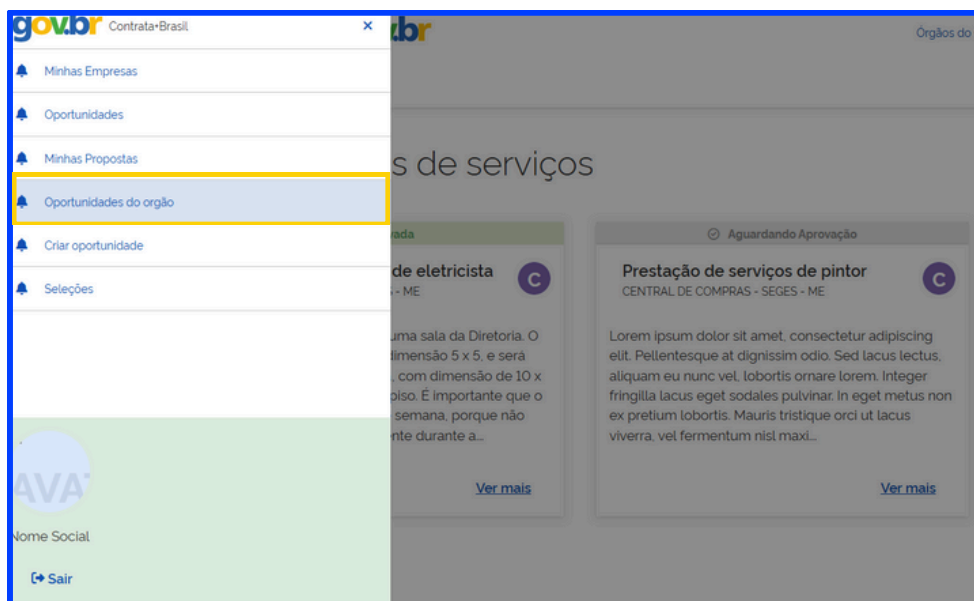 gov.br Contrata+Brasil ×
Minhas Empresas
Oportunidades
Minhas Propostas
Oportunidades do orgão
Criar oportunidade
Seleções
AVA
Nome Social
Sair
.br
Órgãos do
s de serviços
vada
de eletricista
C
- ME
uma sala da Diretoria. O
dimensão 5 x 5, e será
, com dimensão de 10 x
piso. É importante que o
semana, porque não
nte durante a...
Ver mais
Aguardando Aprovação
Prestação de serviços de pintor
C
CENTRAL DE COMPRAS - SEGES - ME
Lorem ipsum dolor sit amet, consectetur adipiscing
elit. Pellentesque at dignissim odio. Sed lacus lectus,
aliquam eu nunc vel, lobortis ornare lorem. Integer
fringilla lacus eget sodales pulvinar. In eget metus non
ex pretium lobortis. Mauris tristique orci ut lacus
viverra, vel fermentum nisl maxi...
Ver mais